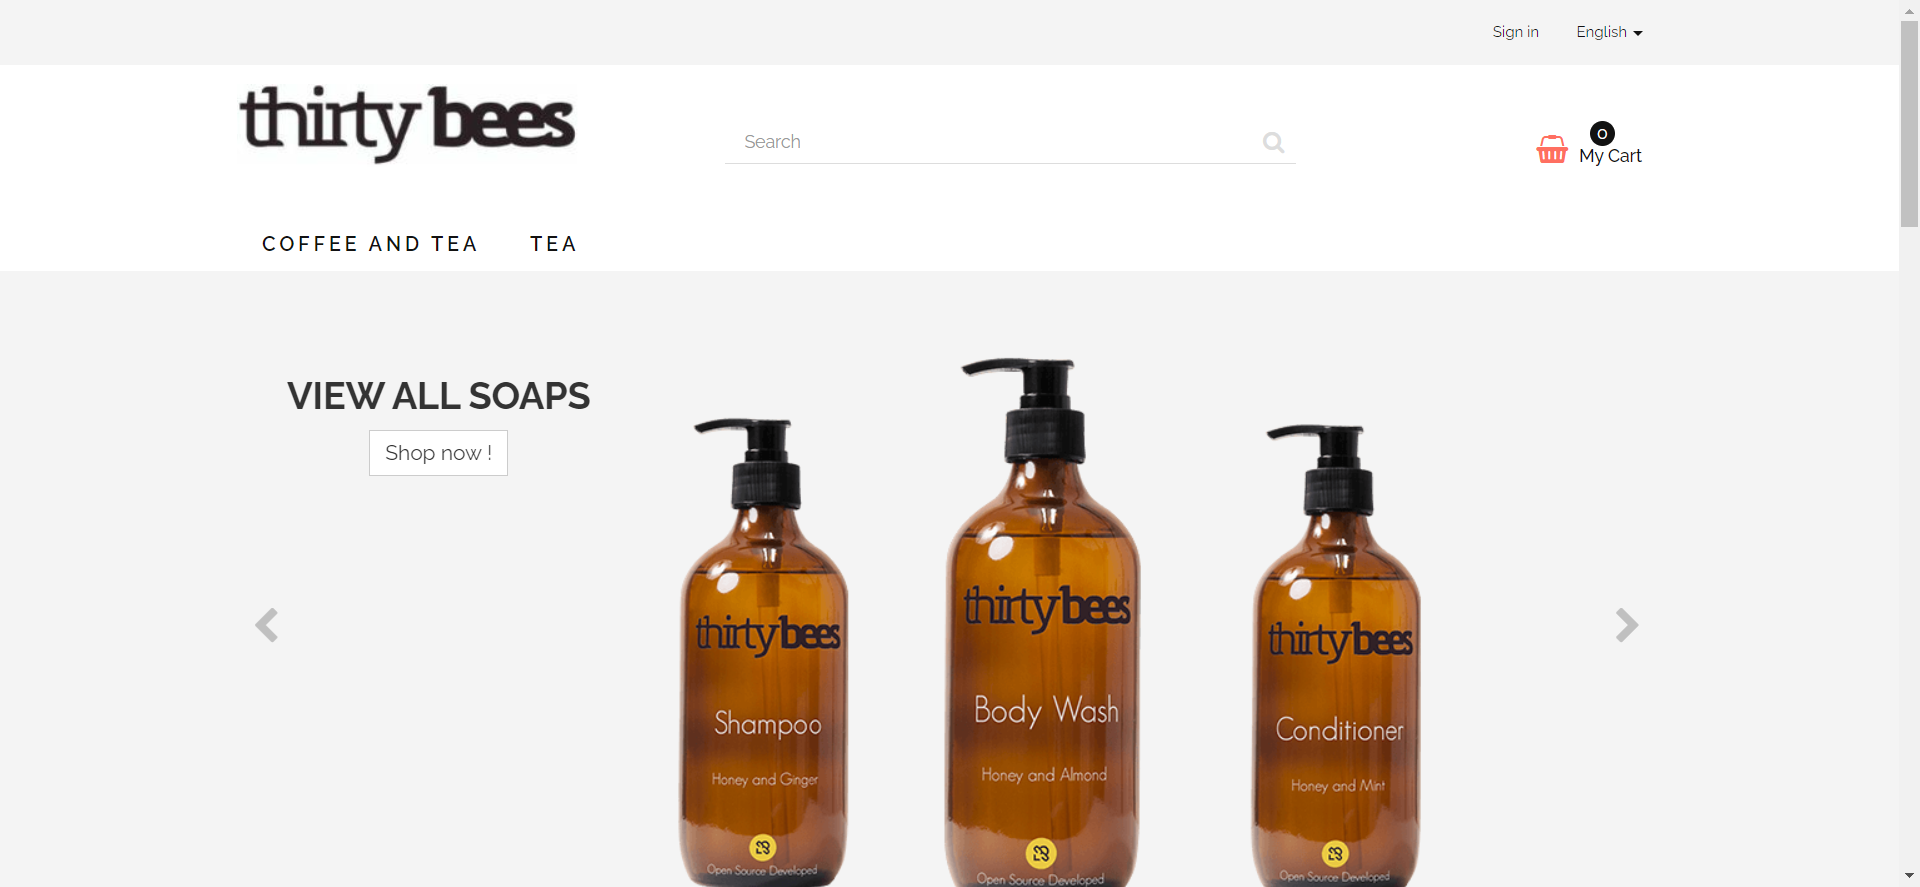 Sign in
English
thirty bees
Search
0
My Cart
COFFEE AND TEA
TEA
VIEW ALL SOAPS
Shop now !
thirty bees
Shampoo
Honey and Ginger
Open Source Developed
thirty bees
Body Wash
Honey and Almond
Open Source Developed
thirty bees
Conditioner
Honey and Mint
Open Source Developed